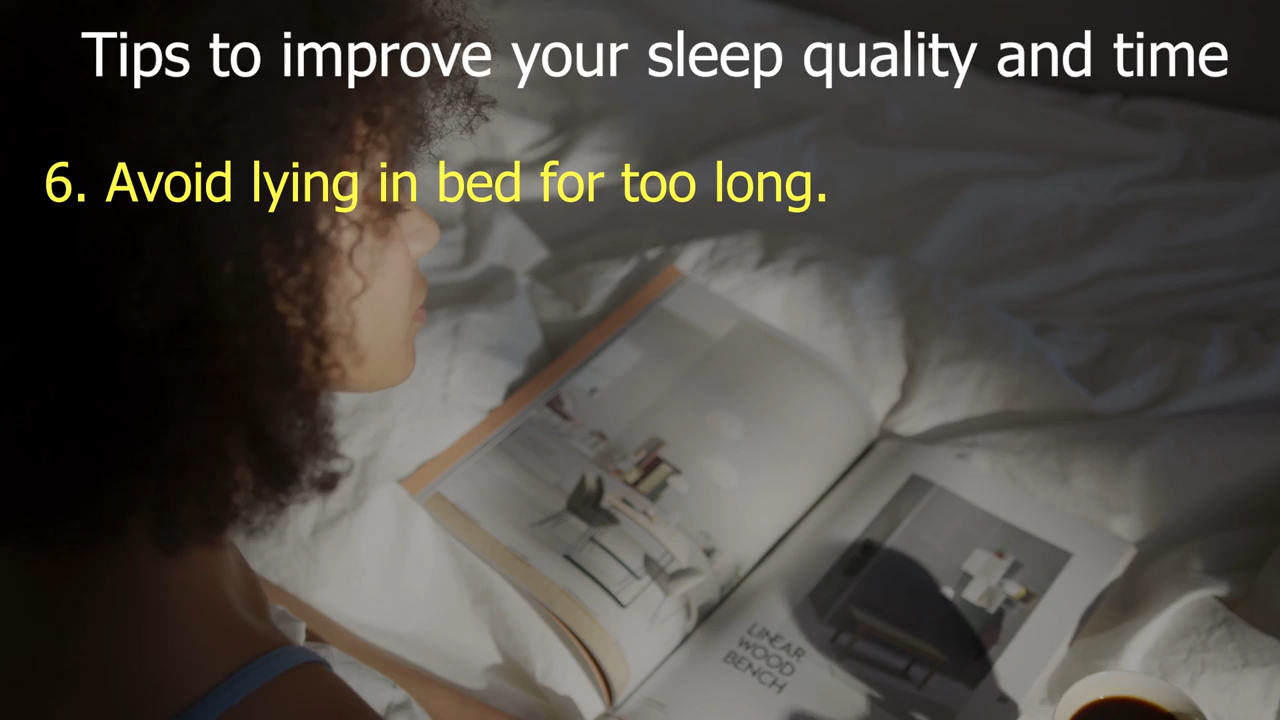 Tips to improve your sleep quality and time
6. Avoid lying in bed for too long.
LINEAR
WOOD
BENCH